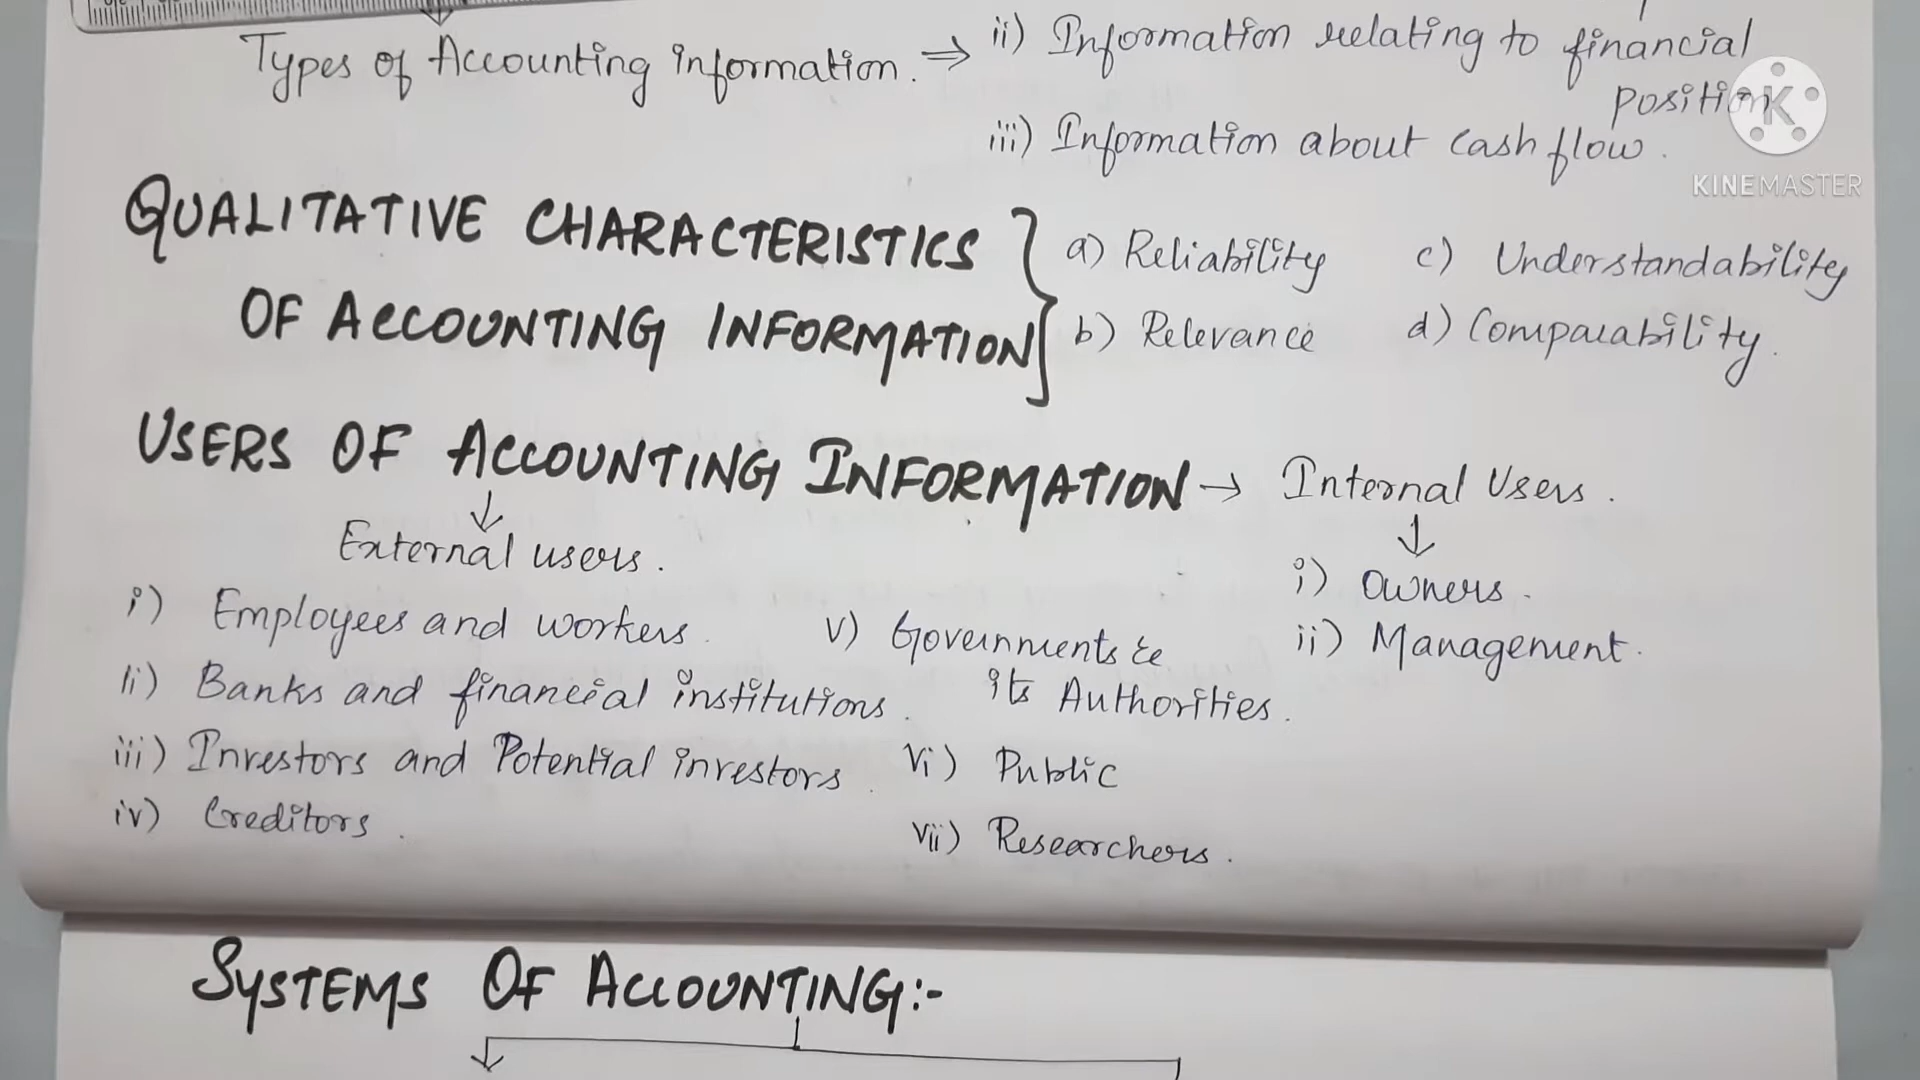 Types of Accounting information. ⇒ ii) Information relating to financial
position
iii) Information about cash flow.
KINEMASTER
QUALITATIVE CHARACTERISTICS
OF ACCOUNTING INFORMATION
a) Reliability c) Understandability
b) Relevance d) Comparability.
USERS OF ACCOUNTING INFORMATION → Internal Users.
External users.
i) Owners.
ii) Management.
i) Employees and workers.
ii) Banks and financial institutions.
iii) Investors and Potential investors.
iv) Creditors.
v) Governments &
its Authorities.
vi) Public
vii) Researchers.
SYSTEMS OF ACCOUNTING:-